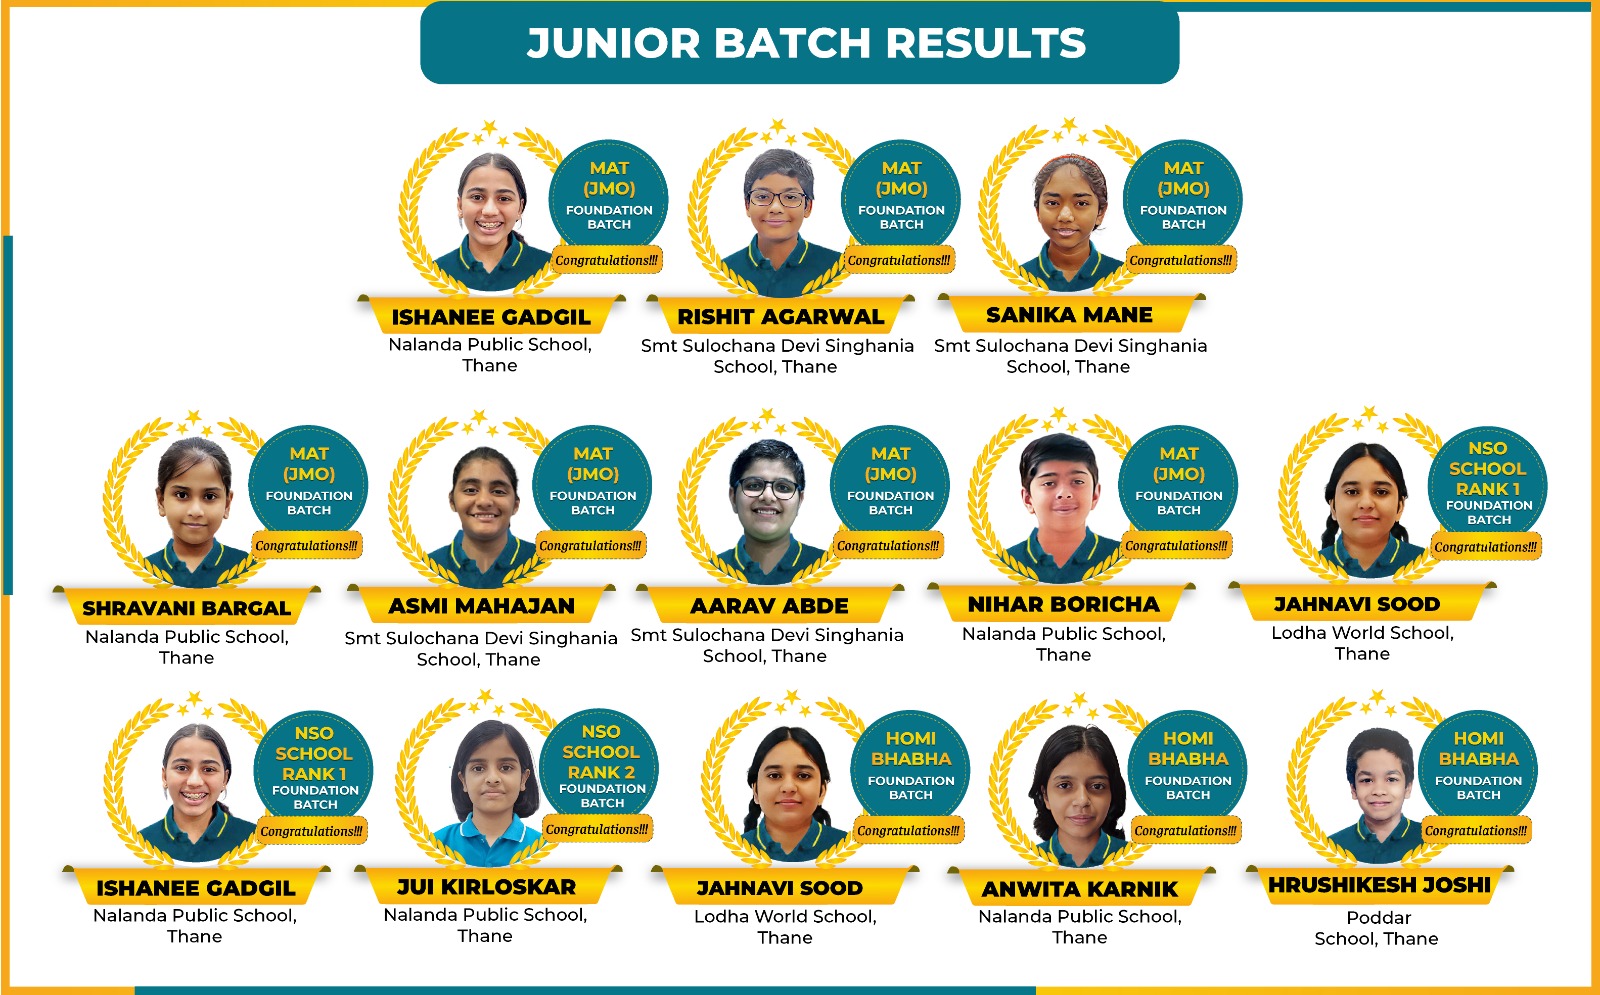 JUNIOR BATCH RESULTS
MAT
(JMO)
FOUNDATION
BATCH
Congratulations!!!
ISHANEE GADGIL
Nalanda Public School,
Thane
MAT
(JMO)
FOUNDATION
BATCH
Congratulations!!!
RISHIT AGARWAL
Smt Sulochana Devi Singhania
School, Thane
MAT
(JMO)
FOUNDATION
BATCH
Congratulations!!!
SANIKA MANE
Smt Sulochana Devi Singhania
School, Thane
MAT
(JMO)
FOUNDATION
BATCH
Congratulations!!!
SHRAVANI BARGAL
Nalanda Public School,
Thane
MAT
(JMO)
FOUNDATION
BATCH
Congratulations!!!
ASMI MAHAJAN
Smt Sulochana Devi Singhania
School, Thane
MAT
(JMO)
FOUNDATION
BATCH
Congratulations!!!
AARAV ABDE
Smt Sulochana Devi Singhania
School, Thane
MAT
(JMO)
FOUNDATION
BATCH
Congratulations!!!
NIHAR BORICHA
Nalanda Public School,
Thane
NSO
SCHOOL
RANK 1
FOUNDATION
BATCH
Congratulations!!!
JAHNAVI SOOD
Lodha World School,
Thane
NSO
SCHOOL
RANK 1
FOUNDATION
BATCH
Congratulations!!!
ISHANEE GADGIL
Nalanda Public School,
Thane
NSO
SCHOOL
RANK 2
FOUNDATION
BATCH
Congratulations!!!
JUI KIRLOSKAR
Nalanda Public School,
Thane
HOMI
BHABHA
FOUNDATION
BATCH
Congratulations!!!
JAHNAVI SOOD
Lodha World School,
Thane
HOMI
BHABHA
FOUNDATION
BATCH
Congratulations!!!
ANWITA KARNIK
Nalanda Public School,
Thane
HOMI
BHABHA
FOUNDATION
BATCH
Congratulations!!!
HRUSHIKESH JOSHI
Poddar
School, Thane